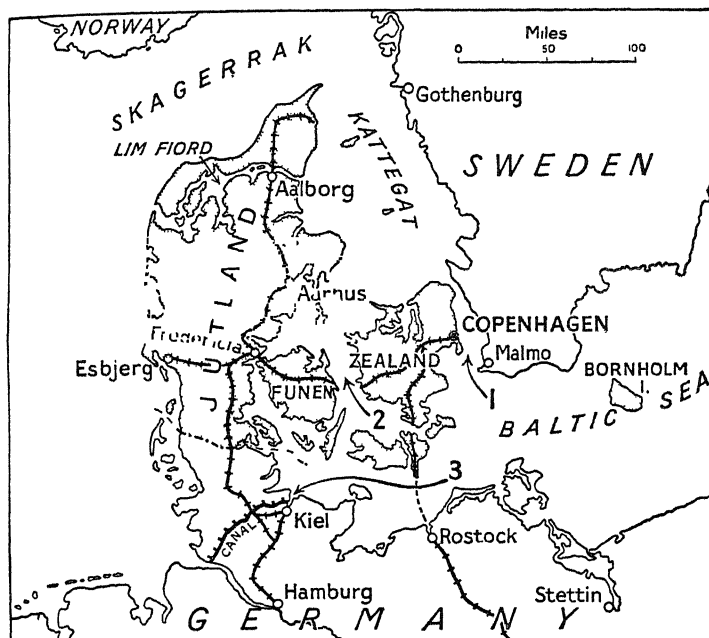 NORWAY
Miles
0 50 100
SKAGERRAK
Gothenburg
KATTEGAT
LIM FIORD
SWEDEN
Aalborg
JUTLAND
Aarhus
COPENHAGEN
Fredericia
ZEALAND
Malmo
Esbjerg
BORNHOLM
I.
FUNEN
1
2
BALTIC SEA
3
Kiel
CANAL
Rostock
Hamburg
Stettin
GERMANY